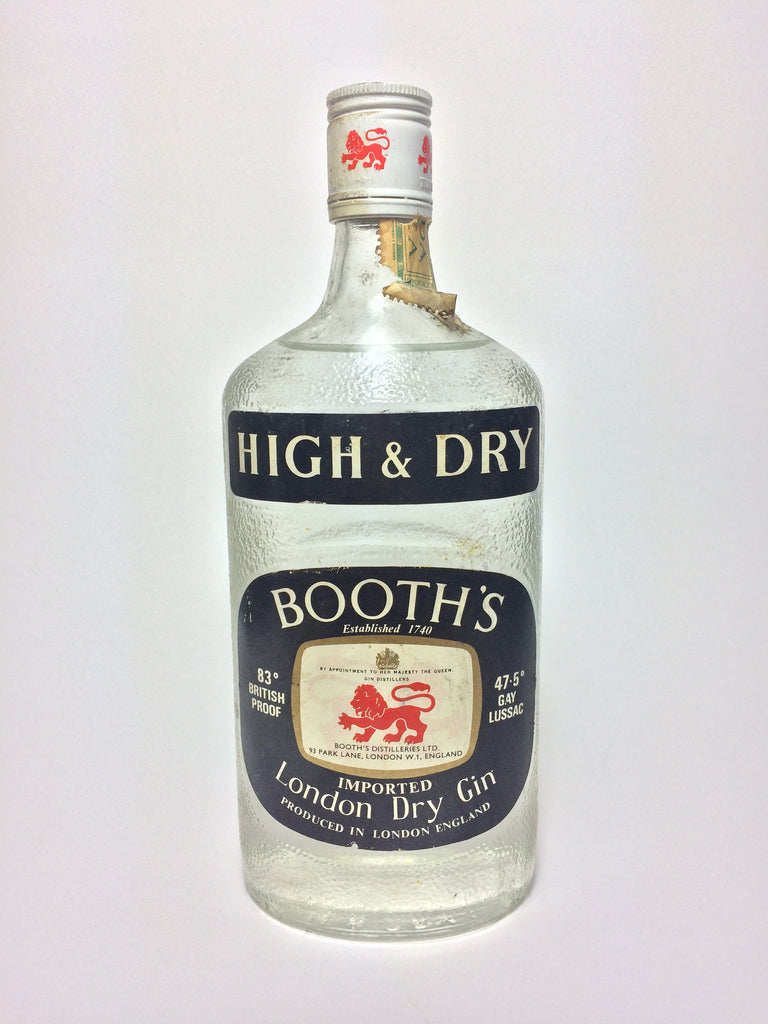 HIGH & DRY
BOOTH'S
Established 1740
83°
BRITISH
PROOF
BY APPOINTMENT TO HER MAJESTY THE QUEEN.
GIN DISTILLERS
47·5°
GAY
LUSSAC
BOOTH'S DISTILLERIES LTD.
93 PARK LANE, LONDON W.1, ENGLAND
IMPORTED
London Dry Gin
PRODUCED IN LONDON ENGLAND